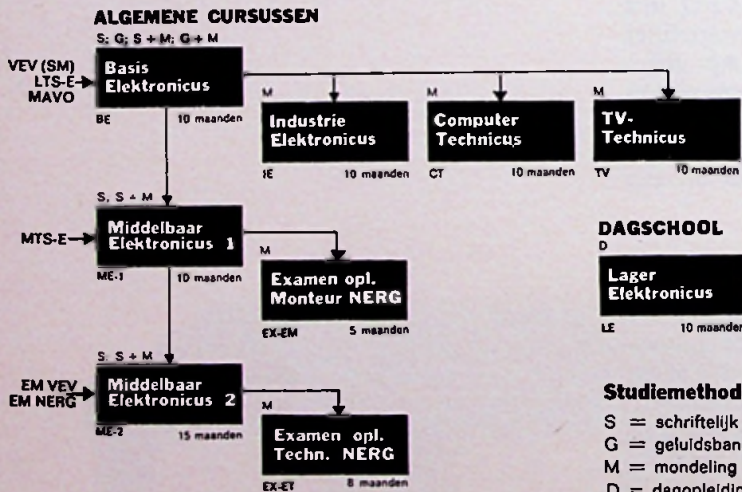 ALGEMENE CURSUSSEN
S; G; S + M; G + M
VEV (SM)
LTS-E
MAVO
Basis
Elektronicus
BE 10 maanden
M
Industrie
Elektronicus
IE 10 maanden
M
Computer
Technicus
CT 10 maanden
M
TV-
Technicus
TV 10 maanden
S, S + M
MTS-E
Middelbaar
Elektronicus 1
ME-1 10 maanden
M
Examen opl.
Monteur NERG
EX-EM 5 maanden
DAGSCHOOL
D
Lager
Elektronicus
LE 10 maanden
S; S + M
EM VEV
EM NERG
Middelbaar
Elektronicus 2
ME-2 15 maanden
M
Examen opl.
Techn. NERG
EX-ET 8 maanden
Studiemethod
S = schriftelijk
G = geluidsban
M = mondeling
D = dagopleidin